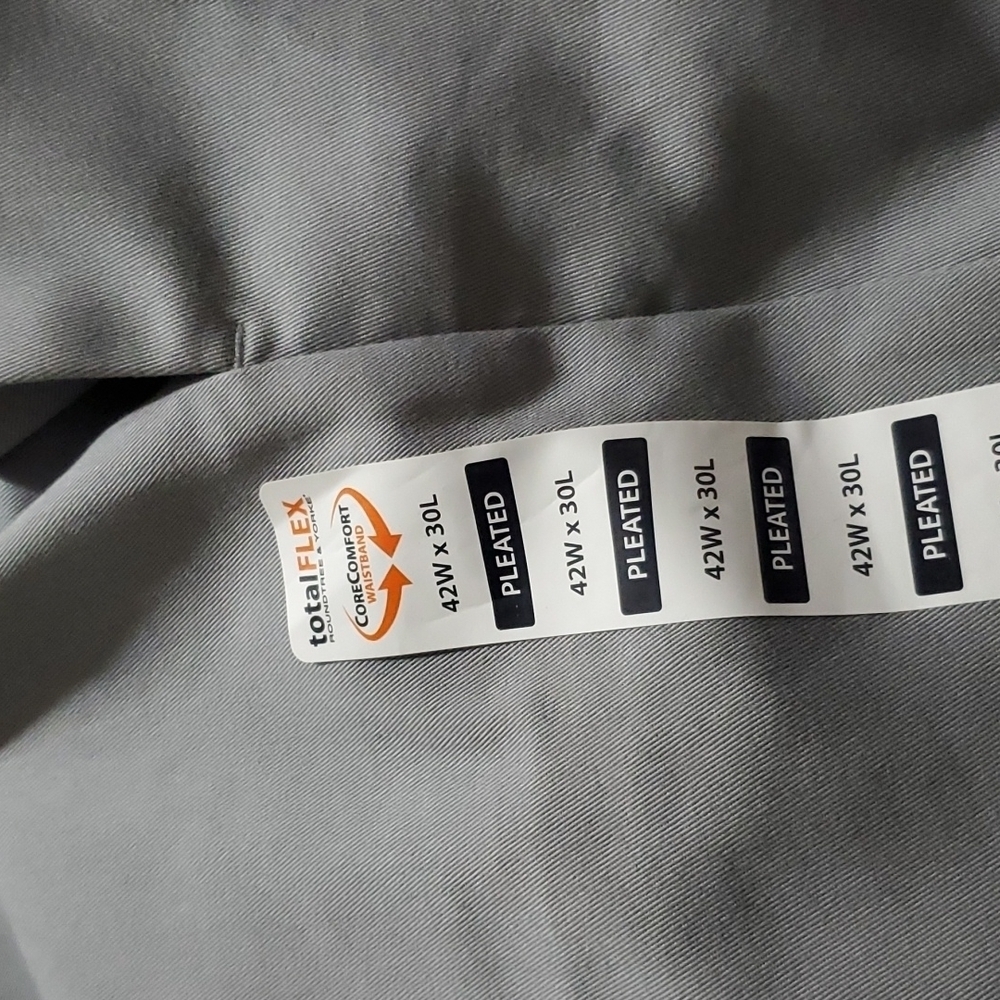 totalFLEX
ROUNDTREE & YORKE
CORECOMFORT
WAISTBAND
42W x 30L
PLEATED
42W x 30L
PLEATED
42W x 30L
PLEATED
42W x 30L
PLEATED